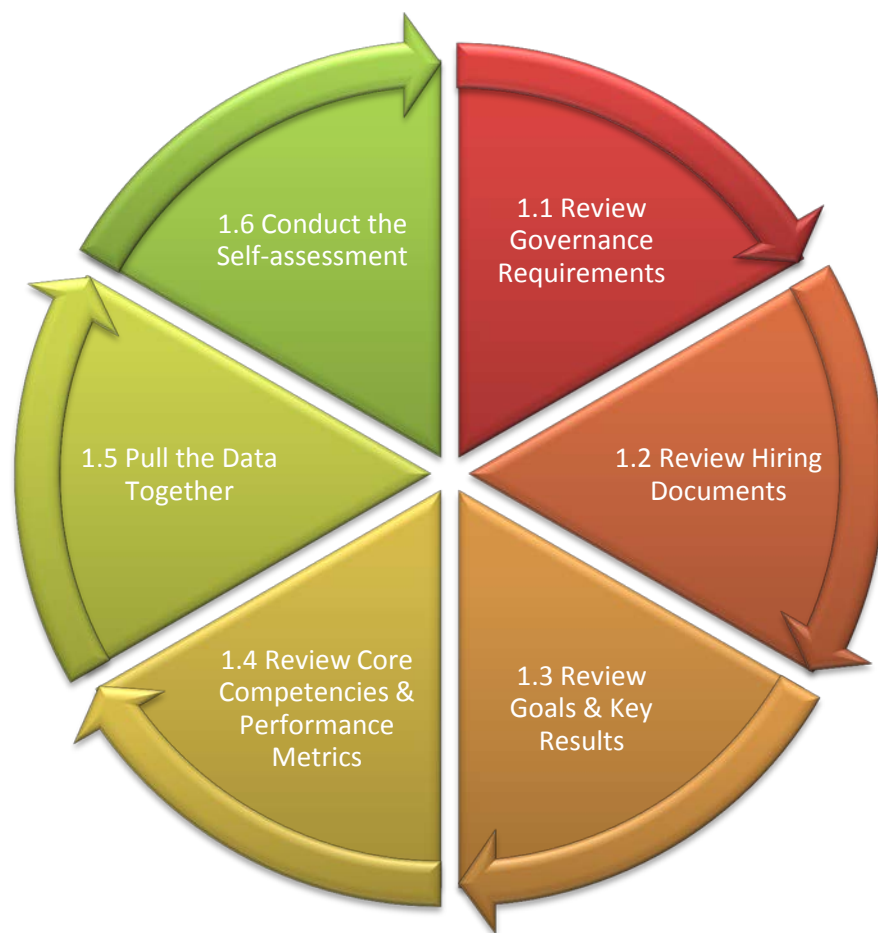 1.1 Review
Governance
Requirements
1.2 Review Hiring
Documents
1.3 Review
Goals & Key
Results
1.4 Review Core
Competencies &
Performance
Metrics
1.5 Pull the Data
Together
1.6 Conduct the
Self-assessment